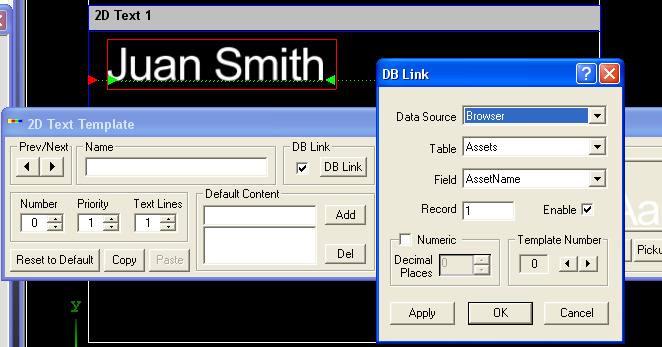 2D Text 1
Juan Smith
DB Link
Data Source Browser
Table Assets
Field AssetName
Record 1 Enable
Numeric
Decimal Places 0
Template Number
0
Apply OK Cancel
2D Text Template
Prev/Next Name DB Link
DB Link
Number Priority Text Lines
0 1 1
Default Content
Add
Del
Reset to Default Copy Paste
Aa
Picku
Y